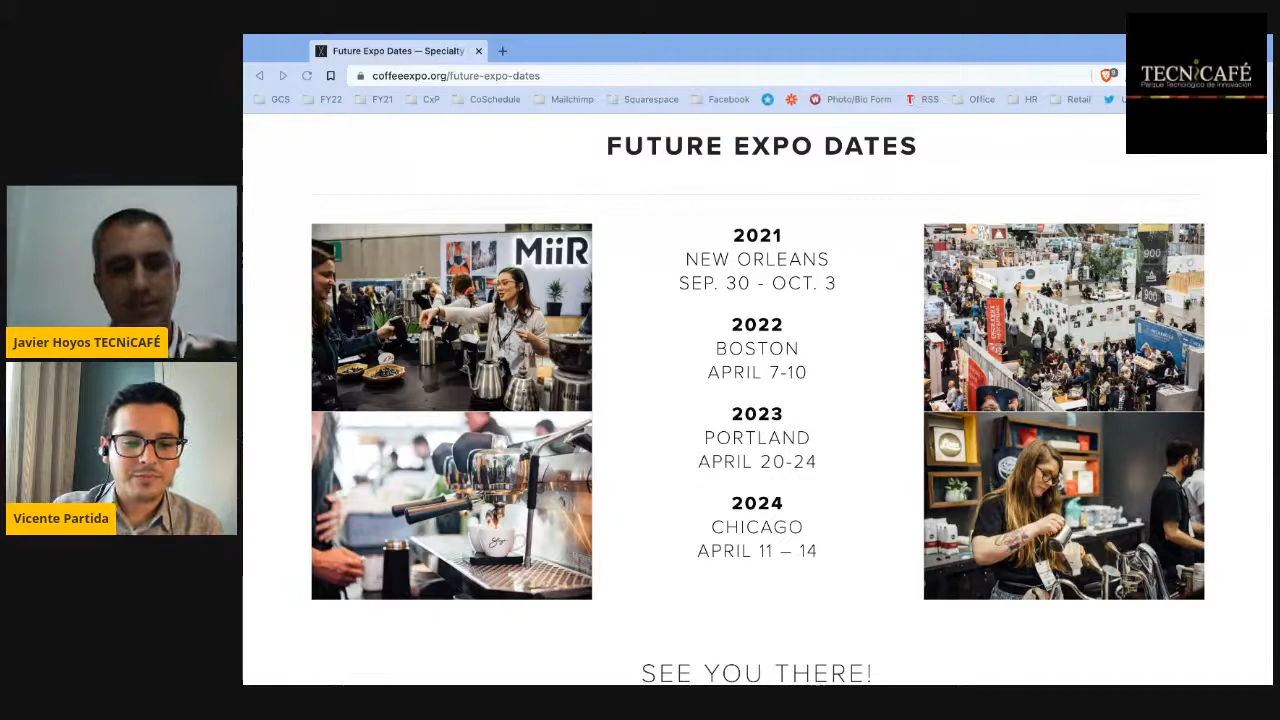 Future Expo Dates — Specialty
coffeeexpo.org/future-expo-dates
GCS
FY22
FY21
CxP
CoSchedule
Mailchimp
Squarespace
Facebook
Photo/Bio Form
RSS
Office
HR
Retail
TECNiCAFÉ
Parque Tecnológico de Innovación
FUTURE EXPO DATES
MiiR
2021
NEW ORLEANS
SEP. 30 - OCT. 3
2022
BOSTON
APRIL 7-10
2023
PORTLAND
APRIL 20-24
2024
CHICAGO
APRIL 11 – 14
900
900
SEE YOU THERE!
Javier Hoyos TECNiCAFÉ
Vicente Partida